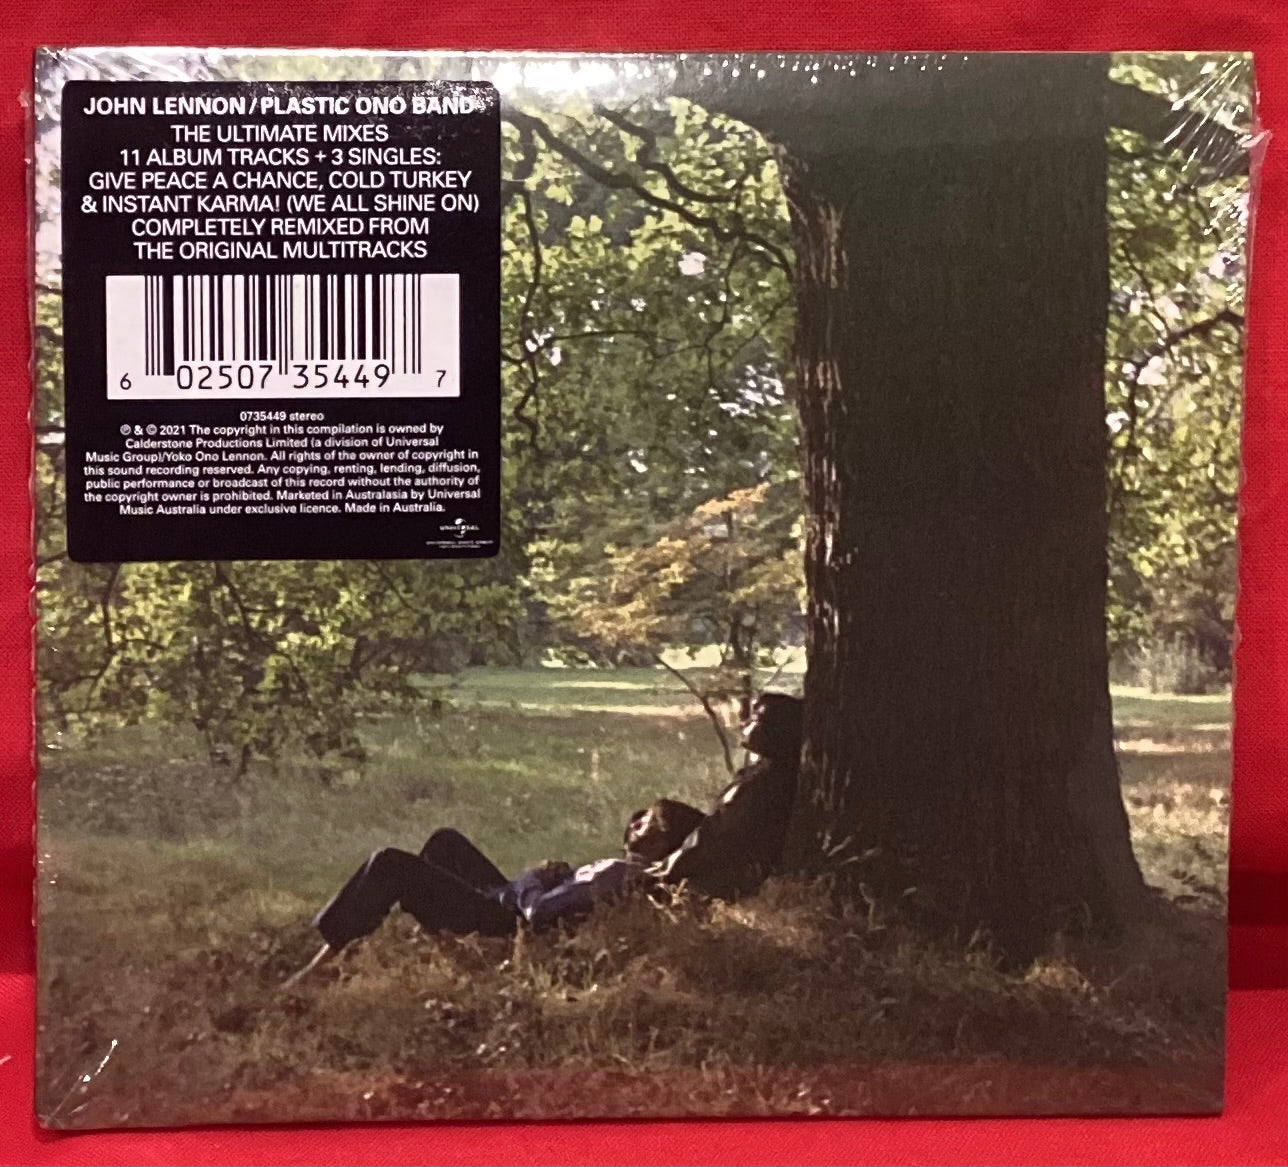 JOHN LENNON/PLASTIC ONO BAND
THE ULTIMATE MIXES
11 ALBUM TRACKS + 3 SINGLES:
GIVE PEACE A CHANCE, COLD TURKEY
& INSTANT KARMA! (WE ALL SHINE ON)
COMPLETELY REMIXED FROM
THE ORIGINAL MULTITRACKS
6 02507 35449 7
0735449 stereo
℗ & © 2021 The copyright in this compilation is owned by
Calderstone Productions Limited (a division of Universal
Music Group)/Yoko Ono Lennon. All rights of the owner of copyright in
this sound recording reserved. Any copying, renting, lending, diffusion,
public performance or broadcast of this record without the authority of
the copyright owner is prohibited. Marketed in Australasia by Universal
Music Australia under exclusive licence. Made in Australia.
UNIVERSAL